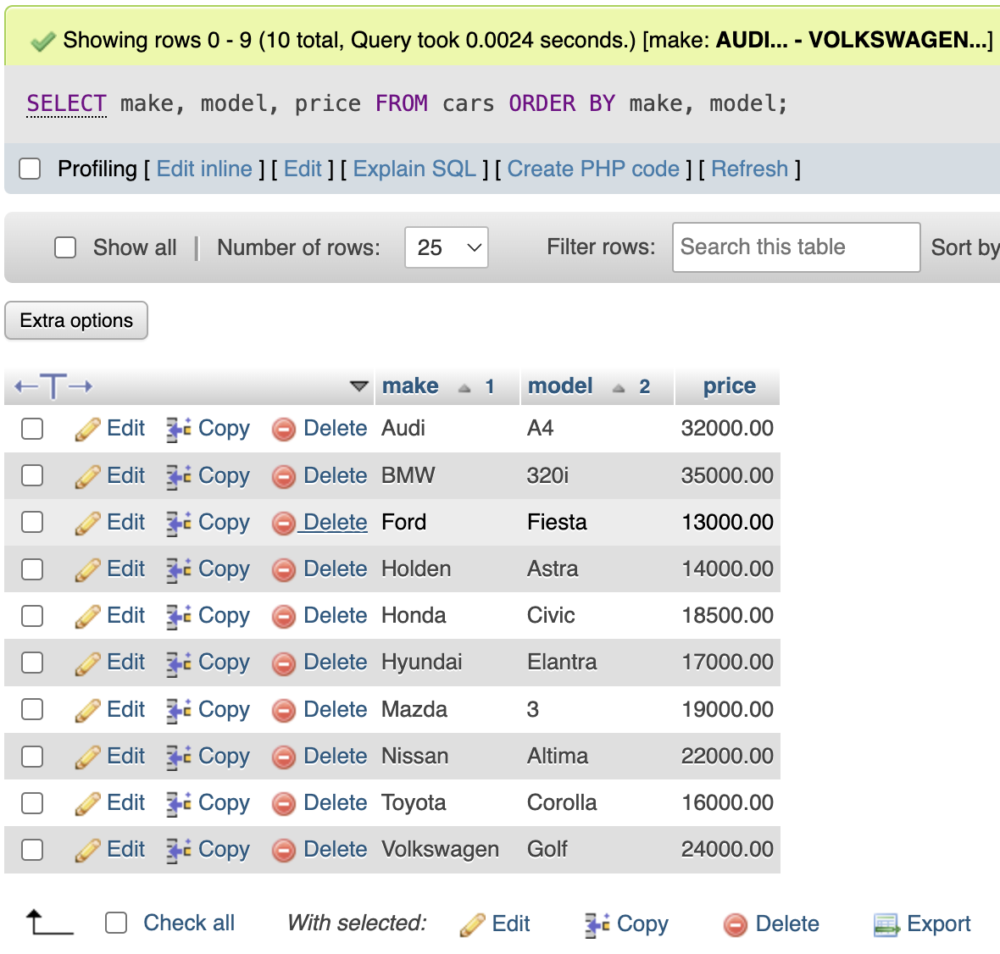 Showing rows 0 - 9 (10 total, Query took 0.0024 seconds.) [make: AUDI... - VOLKSWAGEN...]
SELECT make, model, price FROM cars ORDER BY make, model;
Profiling [ Edit inline ] [ Edit ] [ Explain SQL ] [ Create PHP code ] [ Refresh ]
Show all | Number of rows: 25 Filter rows: Search this table Sort by
Extra options
make 1 model 2 price
Edit Copy Delete Audi A4 32000.00
Edit Copy Delete BMW 320i 35000.00
Edit Copy Delete Ford Fiesta 13000.00
Edit Copy Delete Holden Astra 14000.00
Edit Copy Delete Honda Civic 18500.00
Edit Copy Delete Hyundai Elantra 17000.00
Edit Copy Delete Mazda 3 19000.00
Edit Copy Delete Nissan Altima 22000.00
Edit Copy Delete Toyota Corolla 16000.00
Edit Copy Delete Volkswagen Golf 24000.00
Check all With selected: Edit Copy Delete Export